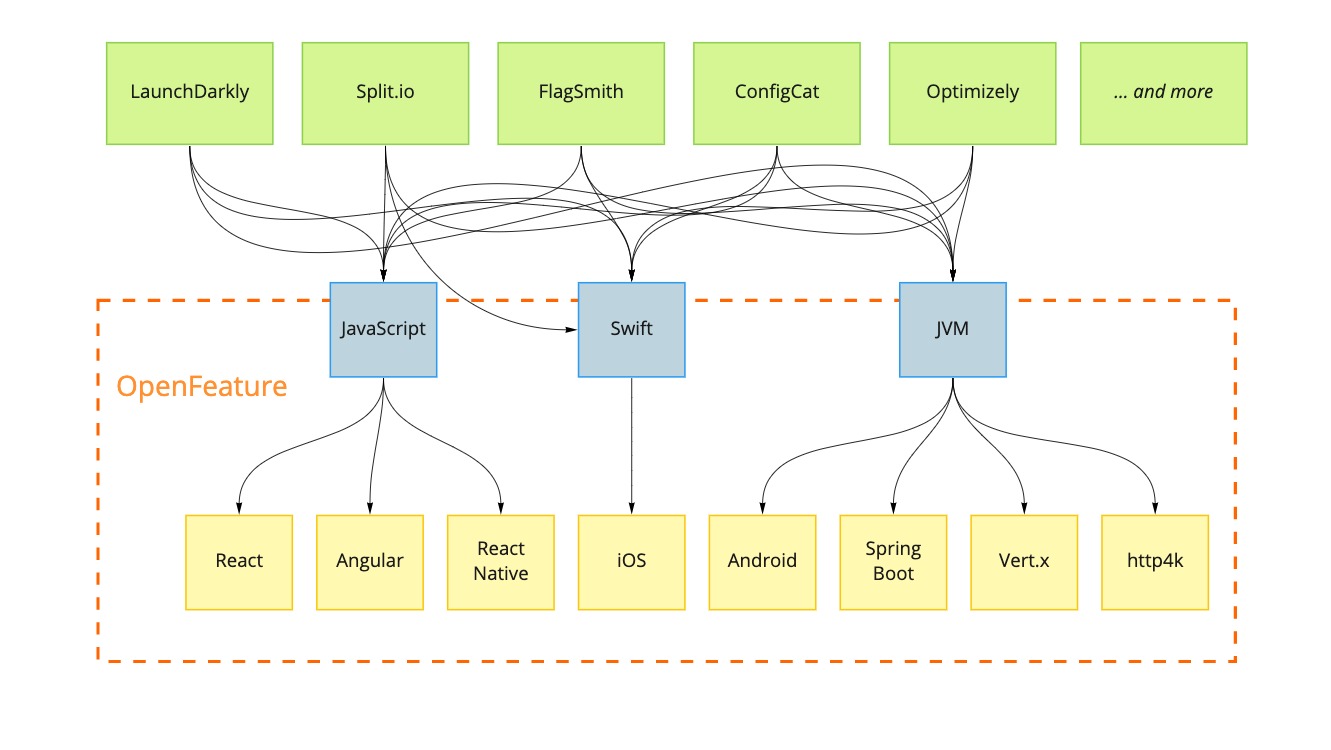 LaunchDarkly
Split.io
FlagSmith
ConfigCat
Optimizely
... and more
JavaScript
Swift
JVM
OpenFeature
React
Angular
React
Native
iOS
Android
Spring
Boot
Vert.x
http4k